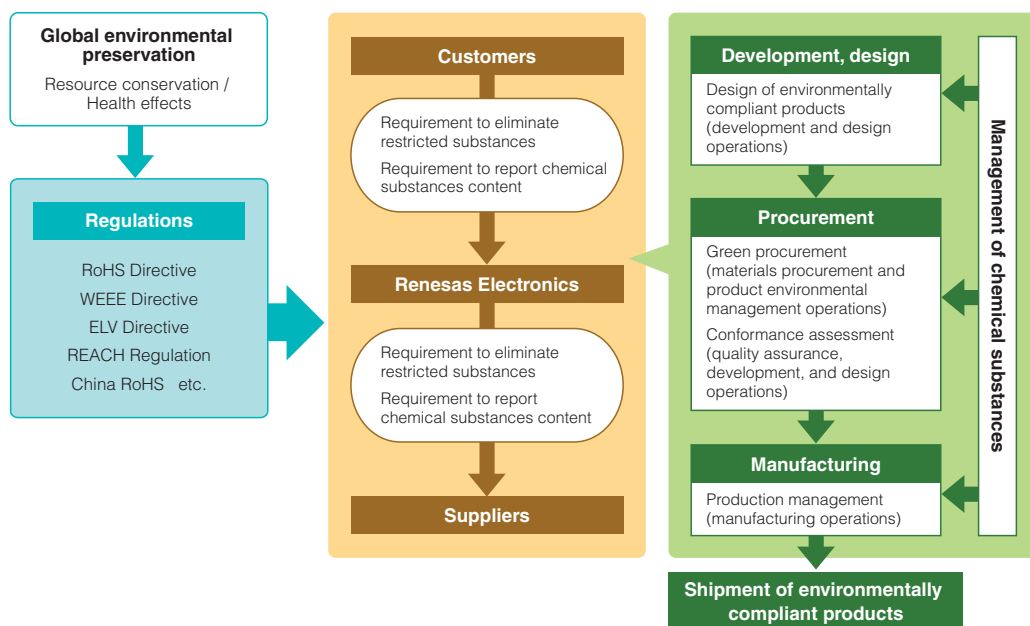 Global environmental
preservation
Resource conservation /
Health effects
Regulations
RoHS Directive
WEEE Directive
ELV Directive
REACH Regulation
China RoHS etc.
Customers
Requirement to eliminate
restricted substances
Requirement to report chemical
substances content
Renesas Electronics
Requirement to eliminate
restricted substances
Requirement to report
chemical substances content
Suppliers
Development, design
Design of environmentally
compliant products
(development and design
operations)
Procurement
Green procurement
(materials procurement and
product environmental
management operations)
Conformance assessment
(quality assurance,
development, and design
operations)
Manufacturing
Production management
(manufacturing operations)
Shipment of environmentally
compliant products
Management of chemical substances